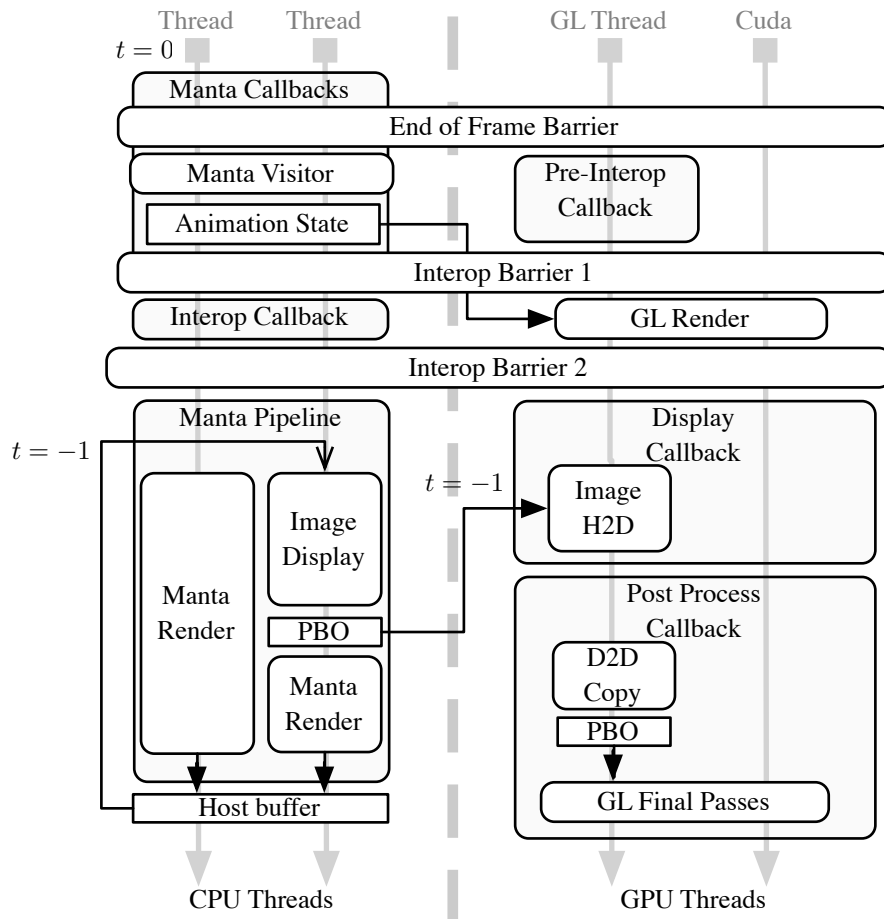 Thread
Thread
GL Thread
Cuda
t = 0
Manta Callbacks
End of Frame Barrier
Manta Visitor
Pre-Interop
Callback
Animation State
Interop Barrier 1
Interop Callback
GL Render
Interop Barrier 2
Manta Pipeline
Display
Callback
t = −1
t = −1
Image
Display
Image
H2D
Manta
Render
PBO
Post Process
Callback
Manta
Render
D2D
Copy
PBO
Host buffer
GL Final Passes
CPU Threads
GPU Threads